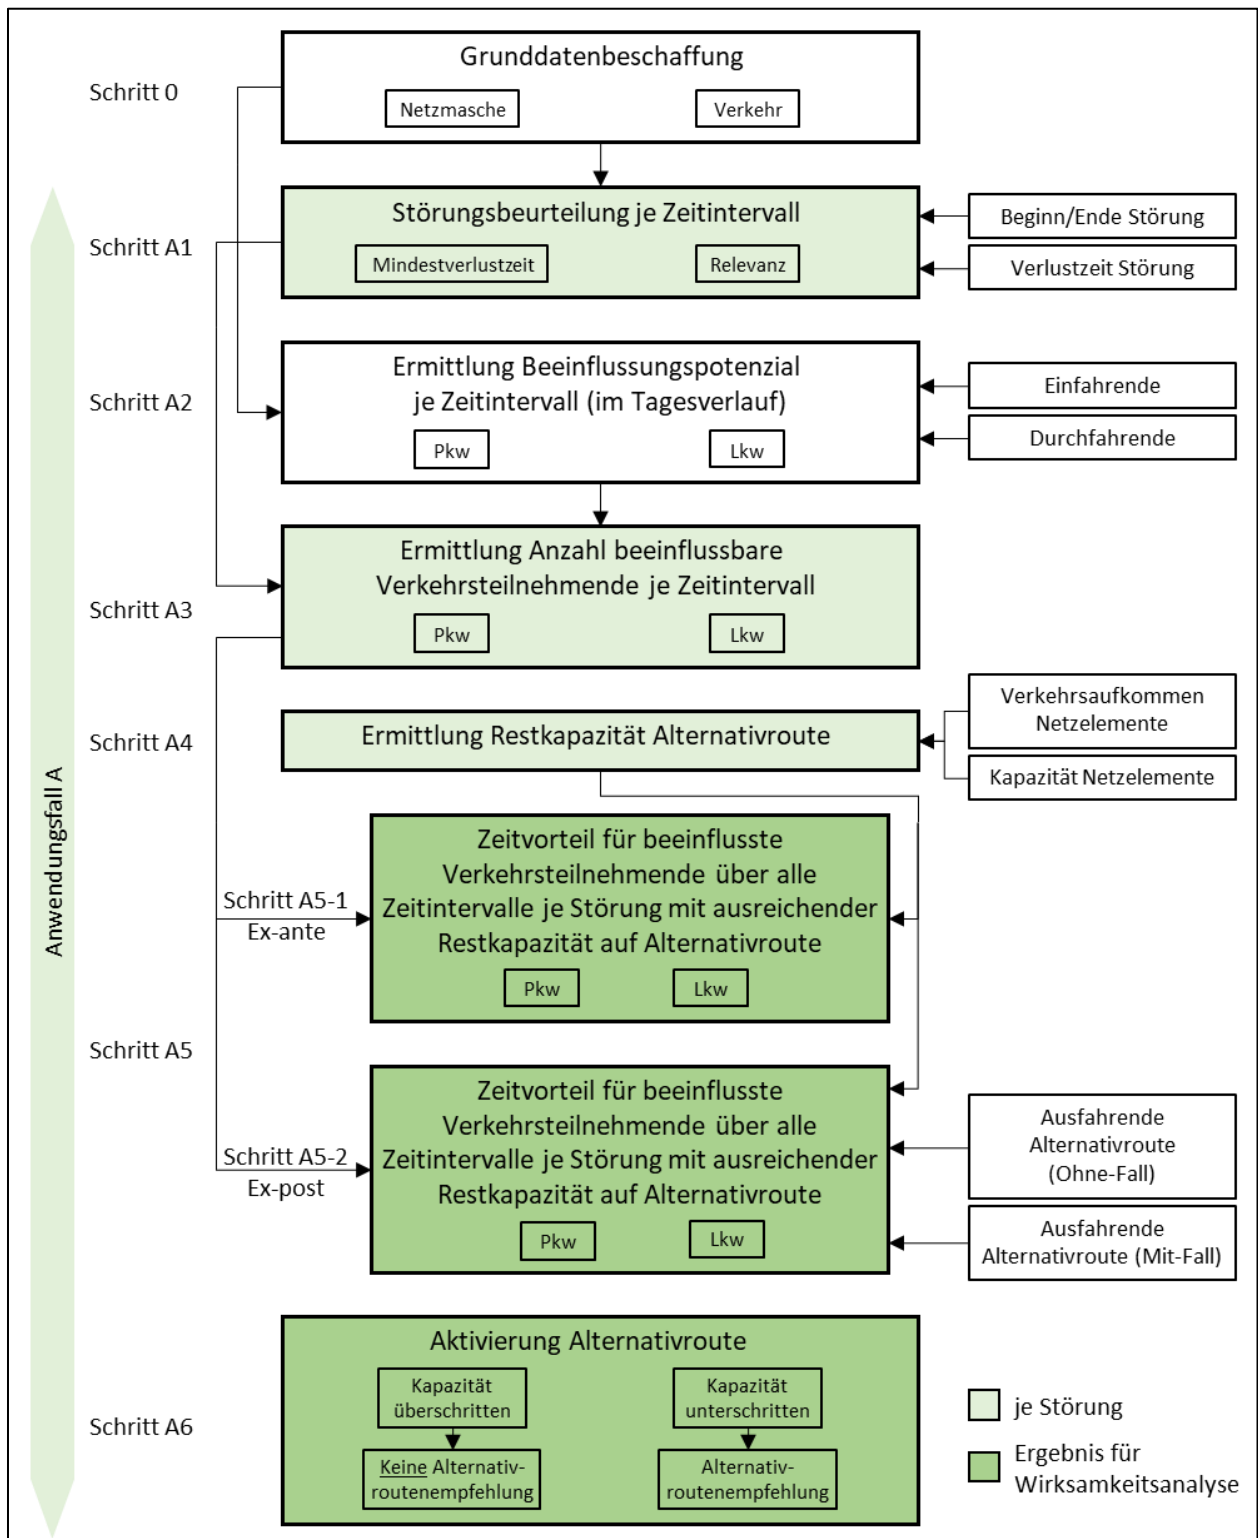 Grunddatenbeschaffung
Schritt 0
Netzmasche
Verkehr
Störungsbeurteilung je Zeitintervall
Beginn/Ende Störung
Schritt A1
Mindestverlustzeit
Relevanz
Verlustzeit Störung
Ermittlung Beeinflussungspotenzial
je Zeitintervall (im Tagesverlauf)
Einfahrende
Schritt A2
Pkw
Lkw
Durchfahrende
Ermittlung Anzahl beeinflussbare
Verkehrsteilnehmende je Zeitintervall
Schritt A3
Pkw
Lkw
Verkehrsaufkommen
Netzelemente
Schritt A4
Ermittlung Restkapazität Alternativroute
Kapazität Netzelemente
Anwendungsfall A
Zeitvorteil für beeinflusste
Verkehrsteilnehmende über alle
Zeitintervalle je Störung mit ausreichender
Restkapazität auf Alternativroute
Schritt A5-1
Ex-ante
Pkw
Lkw
Schritt A5
Zeitvorteil für beeinflusste
Verkehrsteilnehmende über alle
Zeitintervalle je Störung mit ausreichender
Restkapazität auf Alternativroute
Schritt A5-2
Ex-post
Pkw
Lkw
Ausfahrende
Alternativroute
(Ohne-Fall)
Ausfahrende
Alternativroute (Mit-Fall)
Aktivierung Alternativroute
Schritt A6
Kapazität
überschritten
Kapazität
unterschritten
Keine Alternativ-
routenempfehlung
Alternativ-
routenempfehlung
je Störung
Ergebnis für
Wirksamkeitsanalyse